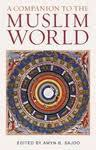 A COMPANION TO THE
MUSLIM
WORLD
EDITED BY AMYN B. SAJOO